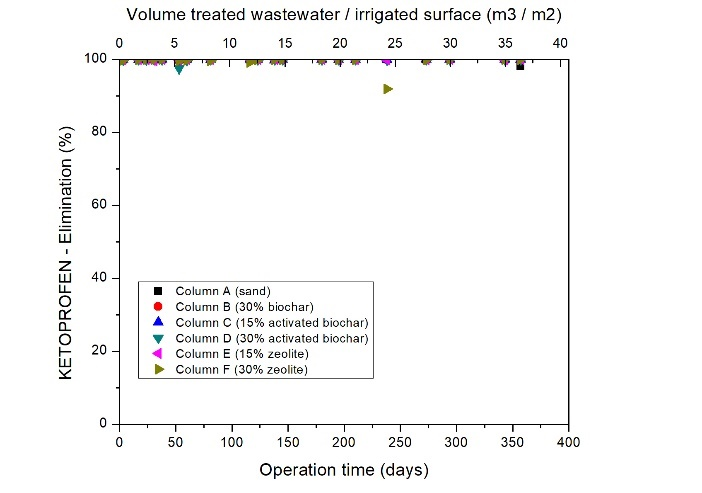 Volume treated wastewater / irrigated surface (m3 / m2)
0 5 10 15 20 25 30 35 40
100
80
60
40
20
0
KETOPROFEN - Elimination (%)
Column A (sand)
Column B (30% biochar)
Column C (15% activated biochar)
Column D (30% activated biochar)
Column E (15% zeolite)
Column F (30% zeolite)
0 50 100 150 200 250 300 350 400
Operation time (days)